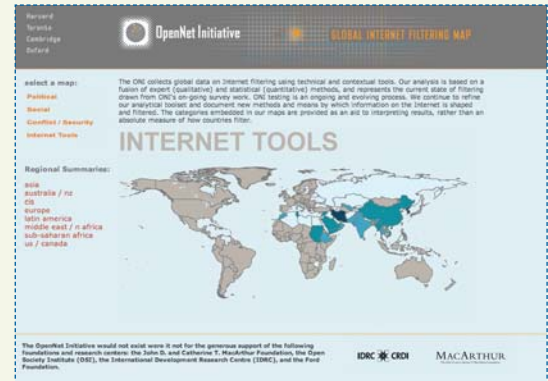 Harvard
Toronto
Cambridge
Oxford
OpenNet Initiative
GLOBAL INTERNET FILTERING MAP
select a map:
Political
Social
Conflict / Security
Internet Tools
Regional Summaries:
asia
australia / nz
cis
europe
latin america
middle east / n africa
sub-saharan africa
us / canada
The ONI collects global data on Internet filtering using technical and contextual tools. Our analysis is based on a
fusion of expert (qualitative) and statistical (quantitative) methods, and represents the current state of filtering
drawn from ONI's on-going survey work. ONI testing is an ongoing and evolving process. We continue to refine
our analytical toolset and document new methods and means by which information on the Internet is shaped
and filtered. The categories embedded in our maps are provided as an aid to interpreting results, rather than an
absolute measure of how countries filter.
INTERNET TOOLS
The OpenNet Initiative would not exist were it not for the generous support of the following
foundations and research centers: the John D. and Catherine T. MacArthur Foundation, the Open
Society Institute (OSI), the International Development Research Centre (IDRC), and the Ford
Foundation.
IDRC CRDI
MACARTHUR